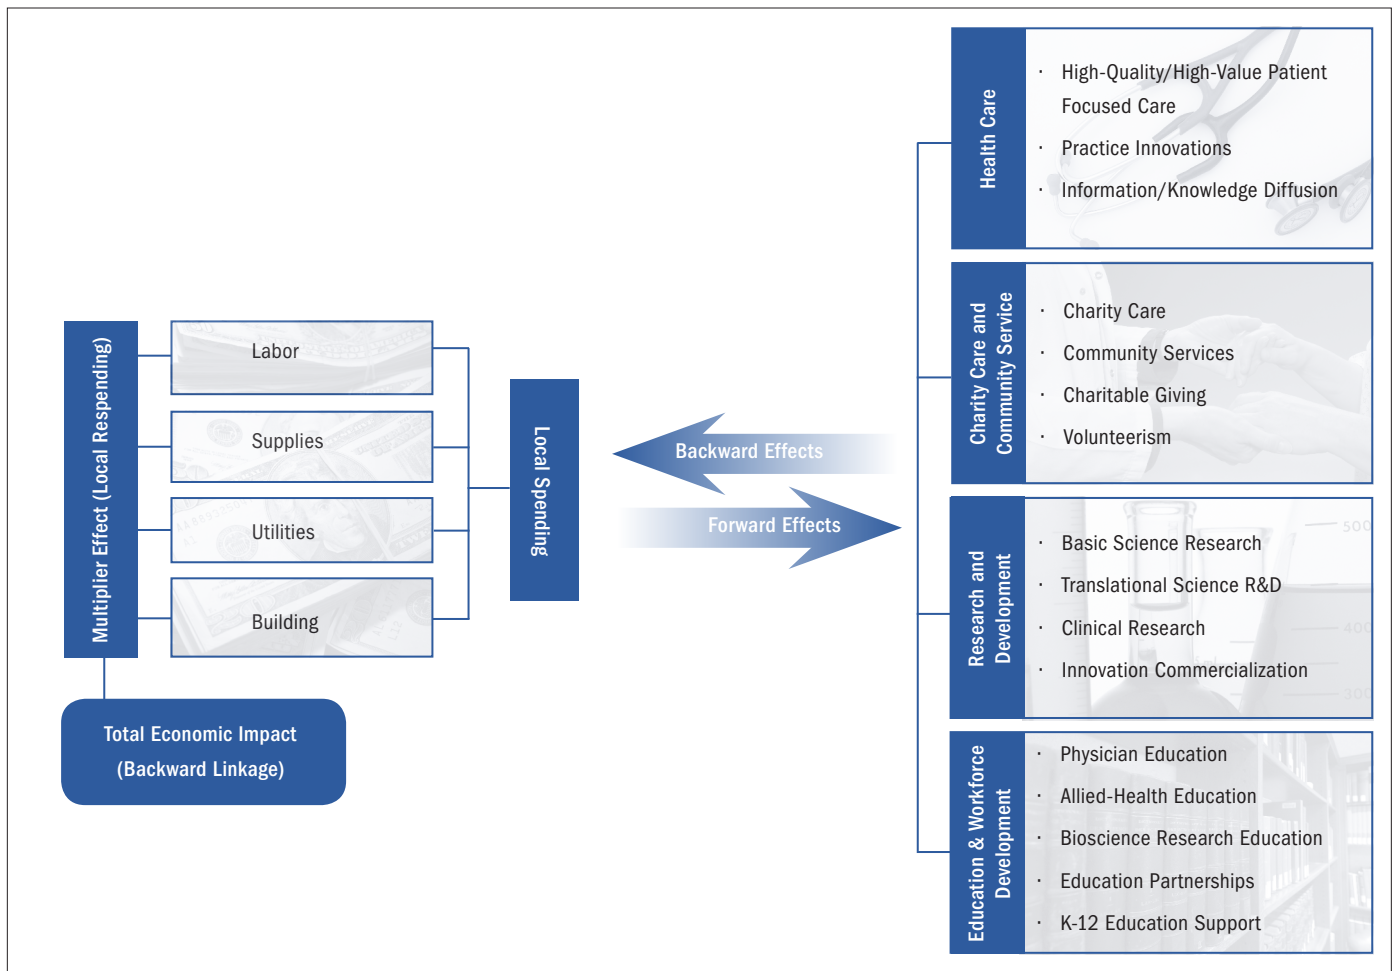 Multiplier Effect (Local Respending)
Labor
Supplies
Utilities
Building
Local Spending
Total Economic Impact
(Backward Linkage)
Backward Effects
Forward Effects
Health Care
· High-Quality/High-Value Patient
Focused Care
· Practice Innovations
· Information/Knowledge Diffusion
Charity Care and
Community Service
· Charity Care
· Community Services
· Charitable Giving
· Volunteerism
Research and
Development
· Basic Science Research
· Translational Science R&D
· Clinical Research
· Innovation Commercialization
500
400
300
Education & Workforce
Development
· Physician Education
· Allied-Health Education
· Bioscience Research Education
· Education Partnerships
· K-12 Education Support